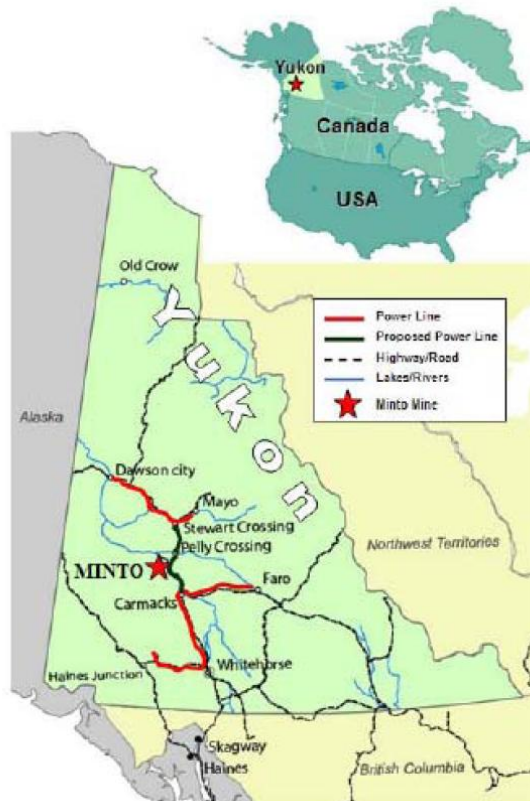 Yukon
Canada
USA
Old Crow
Yukon
Power Line
Proposed Power Line
Highway/Road
Lakes/Rivers
Minto Mine
Alaska
Dawson city
Mayo
Stewart Crossing
Pelly Crossing
Northwest Territories
MINTO
Faro
Carmacks
Haines Junction
Whitehorse
Skagway
Haines
British Columbia